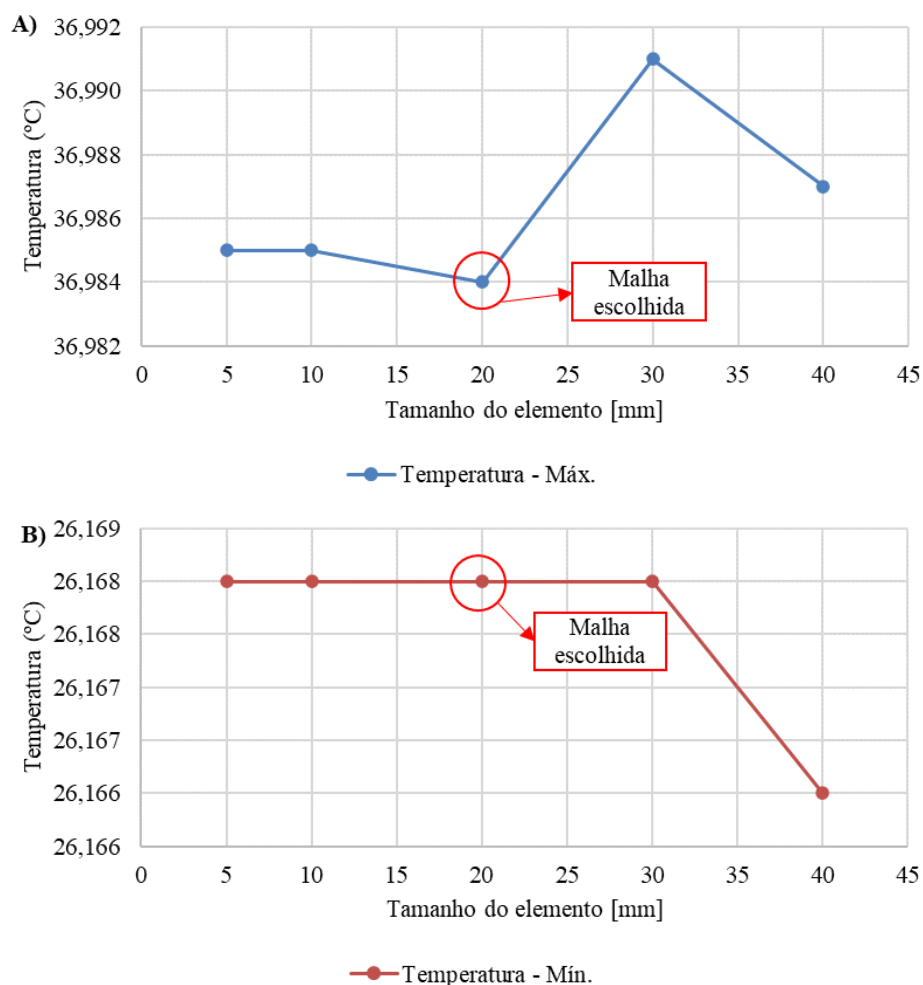 A)
36,992
36,990
36,988
36,986
36,984
36,982
Temperatura (°C)
Malha
escolhida
0 5 10 15 20 25 30 35 40 45
Tamanho do elemento [mm]
Temperatura - Máx.
B)
26,169
26,168
26,168
26,167
26,167
26,166
26,166
Temperatura (°C)
Malha
escolhida
0 5 10 15 20 25 30 35 40 45
Tamanho do elemento [mm]
Temperatura - Mín.